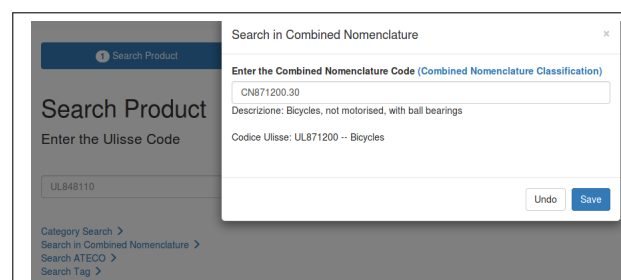 Search in Combined Nomenclature ×
1 Search Product
Enter the Combined Nomenclature Code (Combined Nomenclature Classification)
CN871200.30
Search Product
Descrizione: Bicycles, not motorised, with ball bearings
Enter the Ulisse Code
Codice Ulisse: UL871200 -- Bicycles
UL848110
Undo Save
Category Search >
Search in Combined Nomenclature >
Search ATECO >
Search Tag >